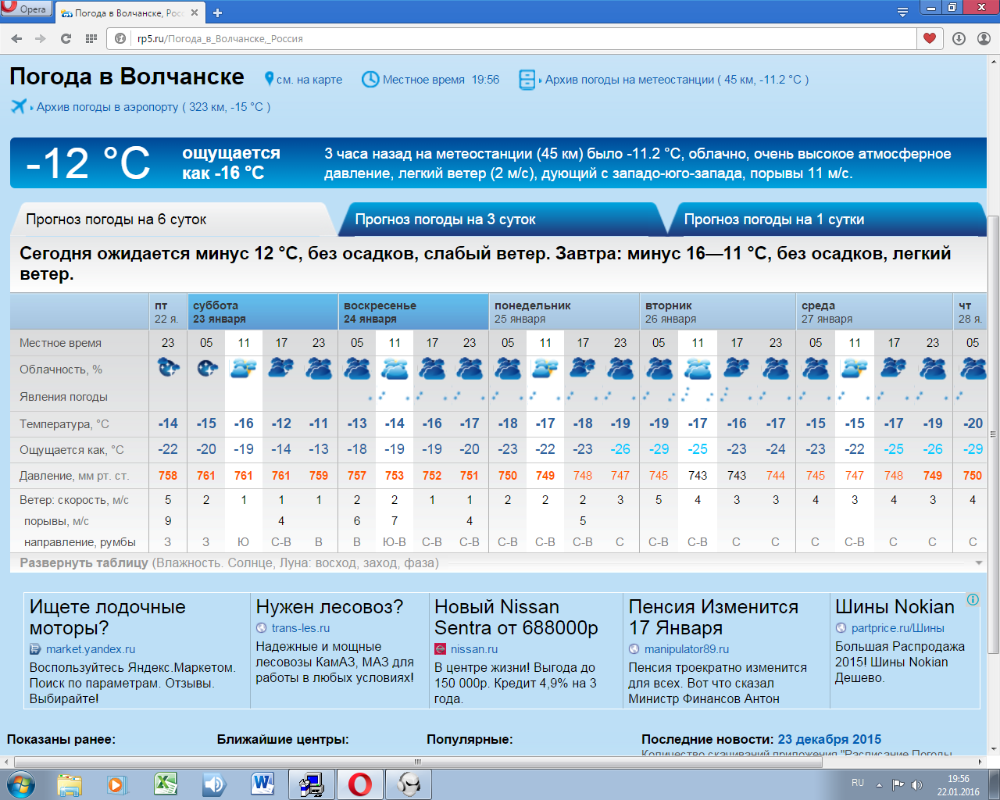 Opera
Погода в Волчанске, Рос
rp5.ru/Погода_в_Волчанске,_Россия
Погода в Волчанске
см. на карте
Местное время 19:56
Архив погоды на метеостанции ( 45 км, -11.2 °C )
Архив погоды в аэропорту ( 323 км, -15 °C )
-12 °C
ощущается
как -16 °C
3 часа назад на метеостанции (45 км) было -11.2 °C, облачно, очень высокое атмосферное
давление, легкий ветер (2 м/с), дующий с западо-юго-запада, порывы 11 м/с.
Прогноз погоды на 6 суток
Прогноз погоды на 3 суток
Прогноз погоды на 1 сутки
Сегодня ожидается минус 12 °C, без осадков, слабый ветер. Завтра: минус 16—11 °C, без осадков, легкий
ветер.
пт суббота воскресенье понедельник вторник среда чт
22 я. 23 января 24 января 25 января 26 января 27 января 28 я.
Местное время 23 05 11 17 23 05 11 17 23 05 11 17 23 05 11 17 23 05 11 17 23 05
Облачность, %
Явления погоды
Температура, °C -14 -15 -16 -12 -11 -13 -14 -16 -17 -18 -17 -18 -19 -19 -17 -16 -17 -15 -15 -17 -19 -20
Ощущается как, °C -22 -20 -19 -14 -13 -18 -19 -19 -20 -23 -22 -23 -26 -29 -25 -23 -24 -23 -22 -25 -26 -29
Давление, мм рт. ст. 758 761 761 761 759 757 753 752 751 750 749 748 747 745 743 743 744 745 747 748 749 750
Ветер: скорость, м/с 5 2 1 1 1 2 2 1 1 2 2 2 3 5 4 3 3 4 3 4 3 4
порывы, м/с 9 4 6 7 4 5
направление, румбы З З Ю С-В В В Ю-В С-В С-В С-В С-В С-В С С-В С-В С С С С-В С С С
Развернуть таблицу (Влажность. Солнце, Луна: восход, заход, фаза)
Ищете лодочные
моторы?
market.yandex.ru
Воспользуйтесь Яндекс.Маркетом.
Поиск по параметрам. Отзывы.
Выбирайте!
Нужен лесовоз?
trans-les.ru
Надежные и мощные
лесовозы КамАЗ, МАЗ для
работы в любых условиях!
Новый Nissan
Sentra от 688000р
nissan.ru
В центре жизни! Выгода до
150 000р. Кредит 4,9% на 3
года.
Пенсия Изменится
17 Января
manipulator89.ru
Пенсия троекратно изменится
для всех. Вот что сказал
Министр Финансов Антон
Шины Nokian
partprice.ru/Шины
Большая Распродажа
2015! Шины Nokian
Дешево.
Показаны ранее:
Ближайшие центры:
Популярные:
Последние новости: 23 декабря 2015
Количество скачиваний приложения "Расписание Погоды
RU
19:56
22.01.2016